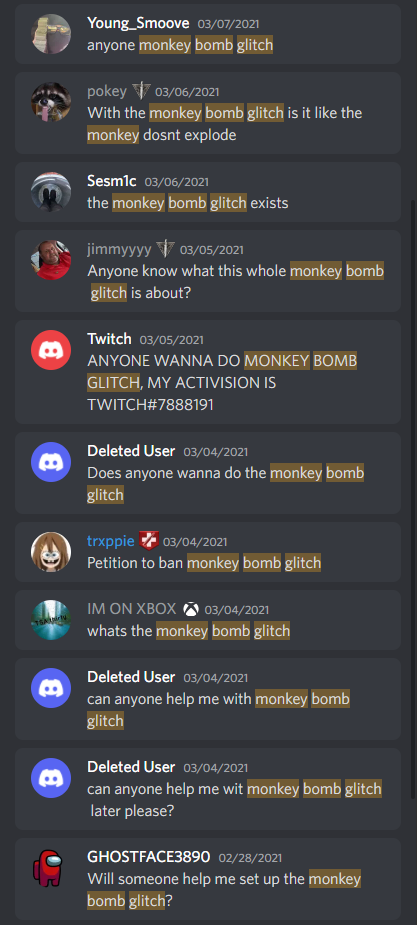 Young_Smoove 03/07/2021
anyone monkey bomb glitch
pokey 03/06/2021
With the monkey bomb glitch is it like the
monkey dosnt explode
Sesm1c 03/06/2021
the monkey bomb glitch exists
jimmyyyy 03/05/2021
Anyone know what this whole monkey bomb
glitch is about?
Twitch 03/05/2021
ANYONE WANNA DO MONKEY BOMB
GLITCH, MY ACTIVISION IS
TWITCH#7888191
Deleted User 03/04/2021
Does anyone wanna do the monkey bomb
glitch
trxppie 03/04/2021
Petition to ban monkey bomb glitch
IM ON XBOX 03/04/2021
whats the monkey bomb glitch
Deleted User 03/04/2021
can anyone help me with monkey bomb
glitch
Deleted User 03/04/2021
can anyone help me wit monkey bomb glitch
later please?
GHOSTFACE3890 02/28/2021
Will someone help me set up the monkey
bomb glitch?